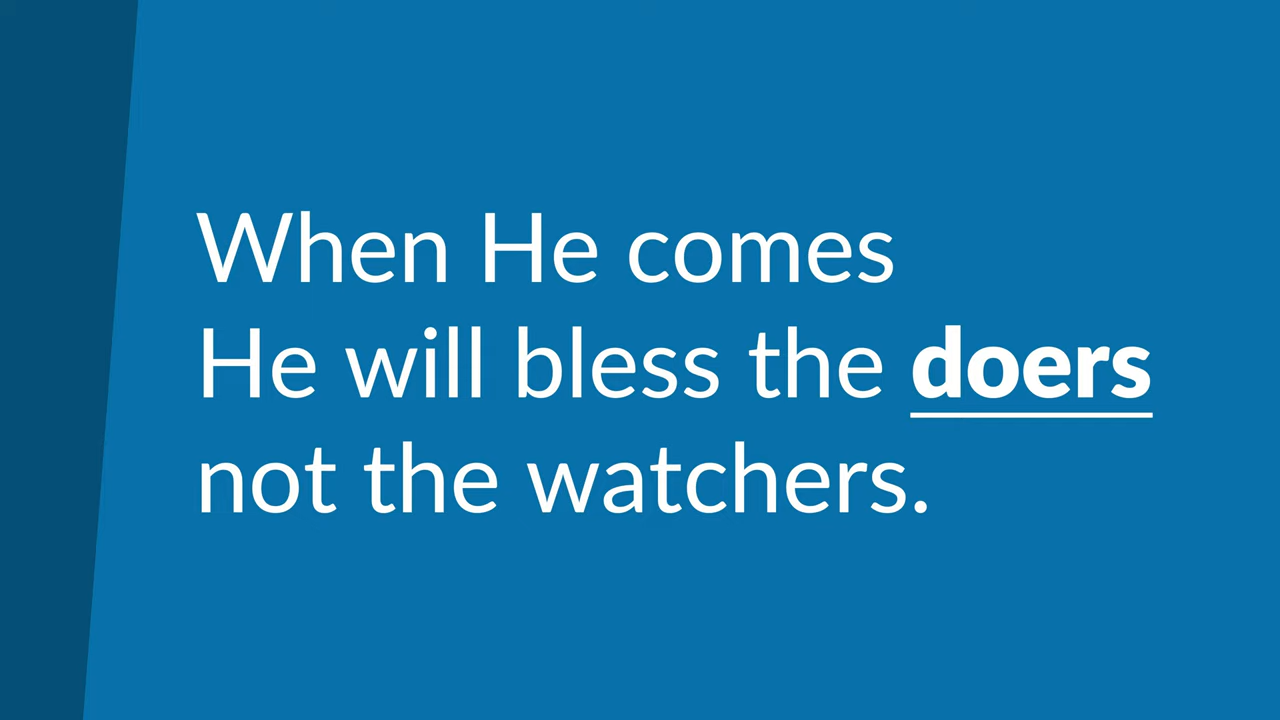 When He comes
He will bless the doers
not the watchers.